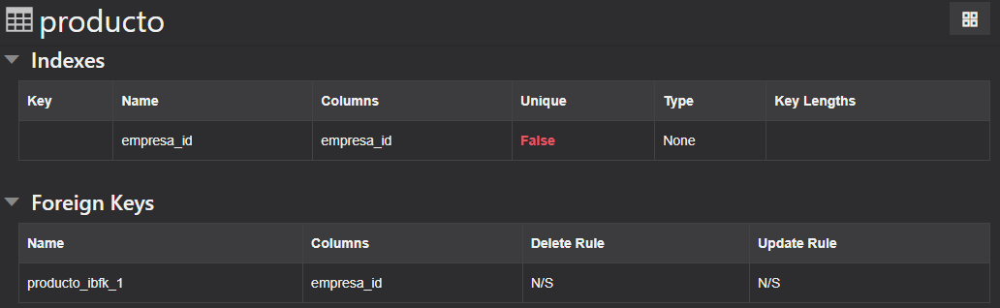 producto
Indexes
Key Name Columns Unique Type Key Lengths
empresa_id empresa_id False None
Foreign Keys
Name Columns Delete Rule Update Rule
producto_ibfk_1 empresa_id N/S N/S